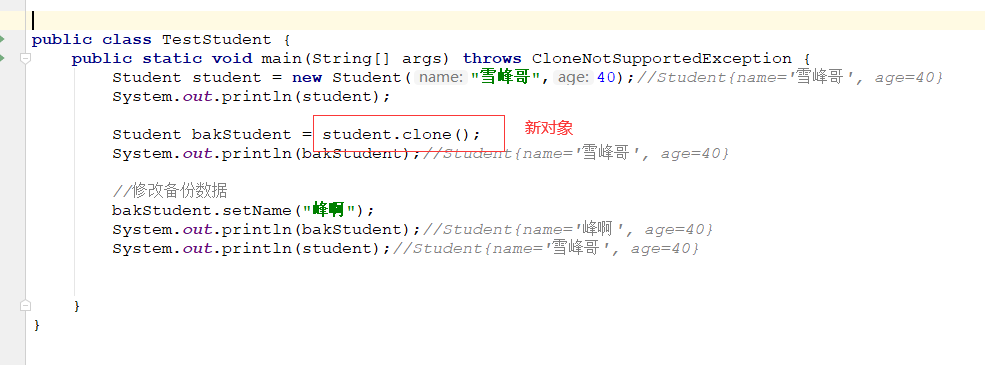 public class TestStudent {
public static void main(String[] args) throws CloneNotSupportedException {
Student student = new Student( name: "雪峰哥", age: 40);//Student{name='雪峰哥', age=40}
System.out.println(student);
Student bakStudent = student.clone(); 新对象
System.out.println(bakStudent);//Student{name='雪峰哥', age=40}
//修改备份数据
bakStudent.setName("峰啊");
System.out.println(bakStudent);//Student{name='峰啊', age=40}
System.out.println(student);//Student{name='雪峰哥', age=40}
}
}